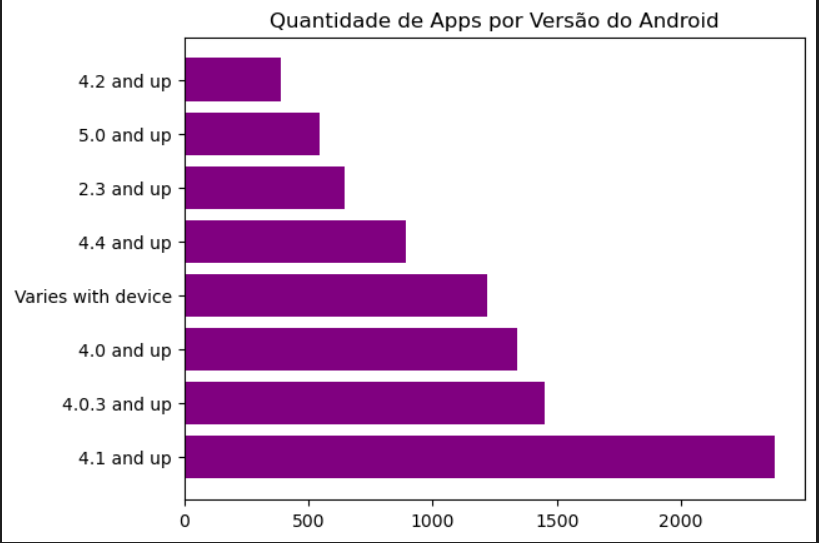 Quantidade de Apps por Versão do Android
4.2 and up
5.0 and up
2.3 and up
4.4 and up
Varies with device
4.0 and up
4.0.3 and up
4.1 and up
0 500 1000 1500 2000